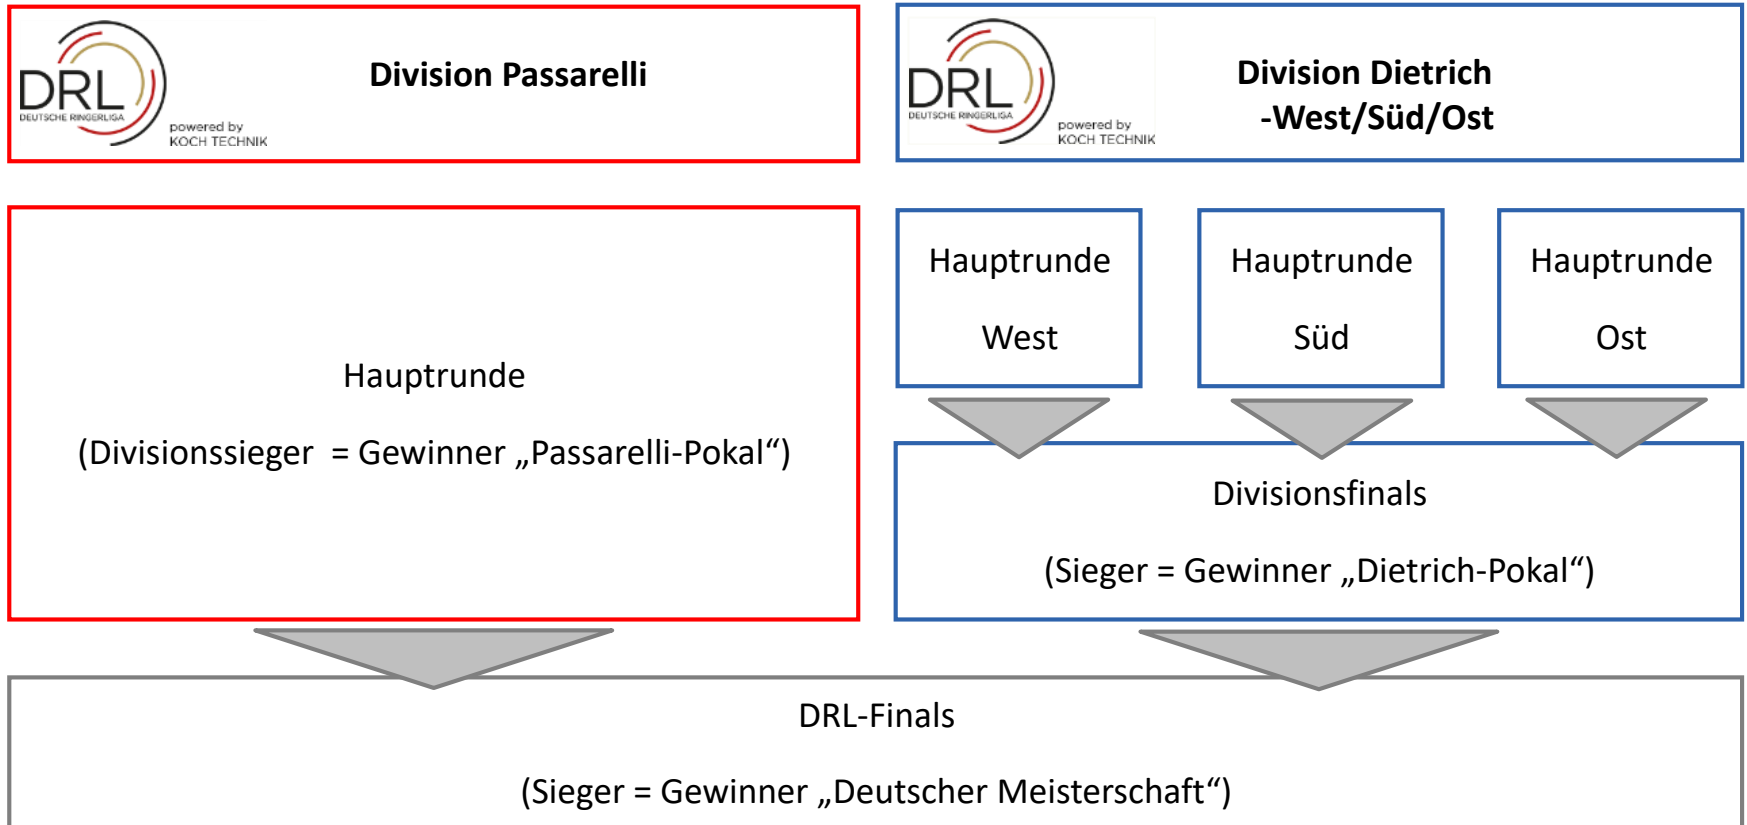 DRL
DEUTSCHE RINGERLIGA
powered by
KOCH TECHNIK
Division Passarelli
DRL
DEUTSCHE RINGERLIGA
powered by
KOCH TECHNIK
Division Dietrich
-West/Süd/Ost
Hauptrunde
(Divisionssieger = Gewinner „Passarelli-Pokal“)
Hauptrunde
West
Hauptrunde
Süd
Hauptrunde
Ost
Divisionsfinals
(Sieger = Gewinner „Dietrich-Pokal“)
DRL-Finals
(Sieger = Gewinner „Deutscher Meisterschaft“)